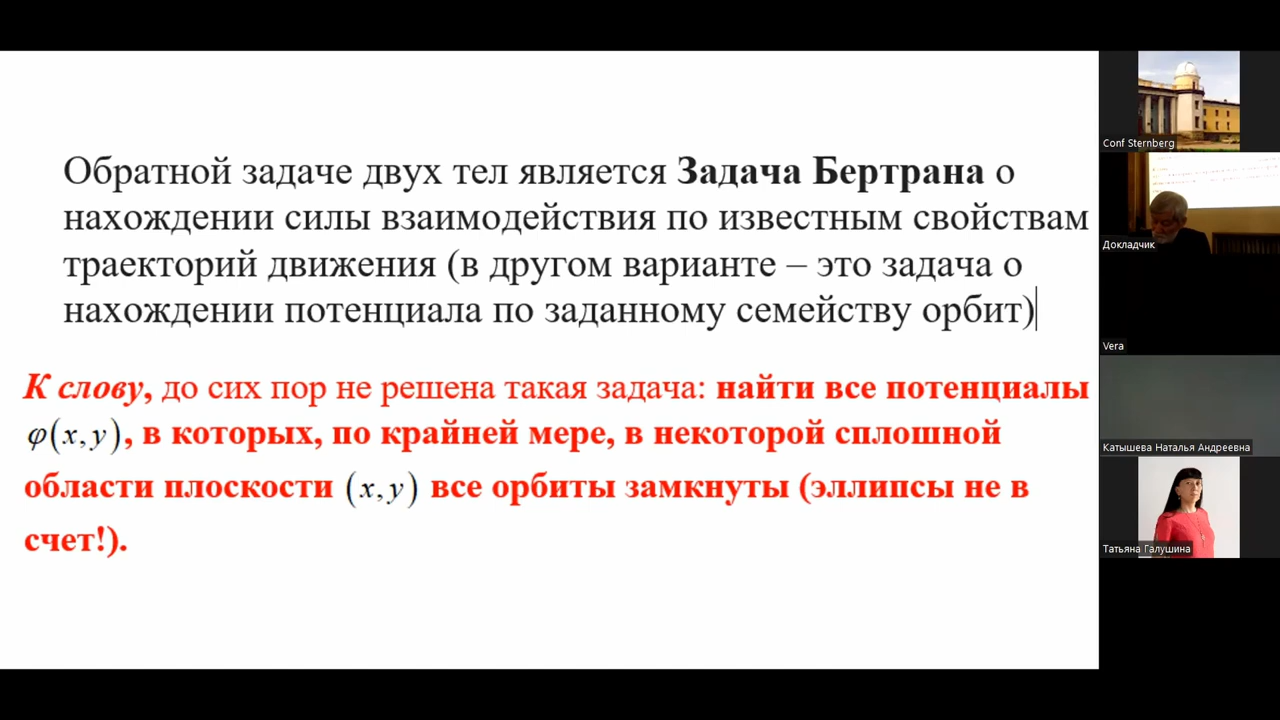 Обратной задаче двух тел является Задача Бертрана о
нахождении силы взаимодействия по известным свойствам
траекторий движения (в другом варианте – это задача о
нахождении потенциала по заданному семейству орбит)
К слову, до сих пор не решена такая задача: найти все потенциалы
φ(x,y), в которых, по крайней мере, в некоторой сплошной
области плоскости (x,y) все орбиты замкнуты (эллипсы не в
счет!).
Conf Sternberg
Докладчик
Vera
Катышева Наталья Андреевна
Татьяна Галушина